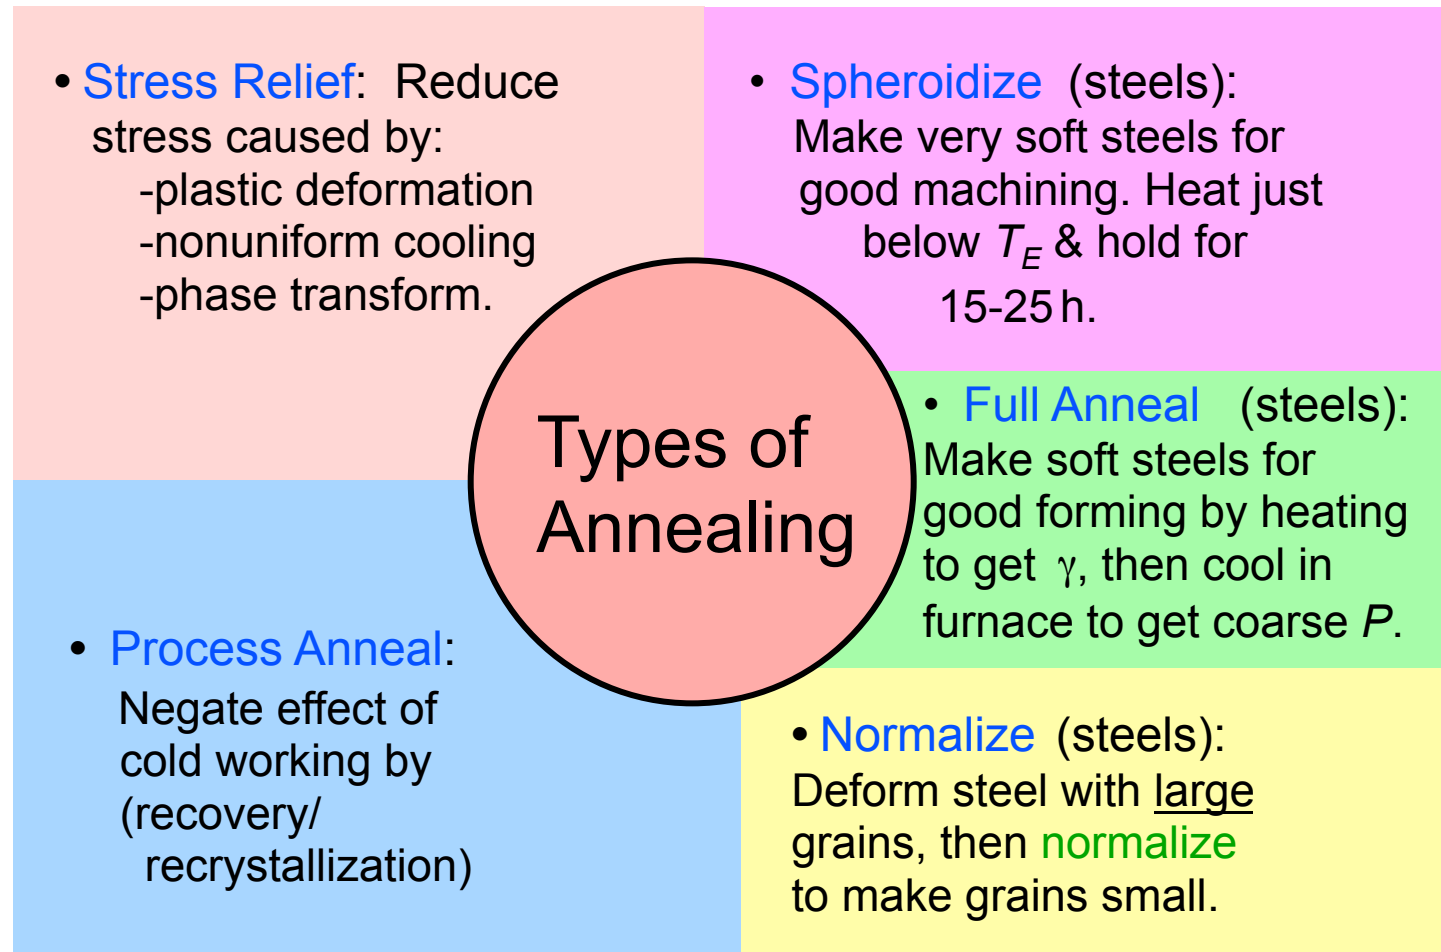 • Stress Relief: Reduce
stress caused by:
-plastic deformation
-nonuniform cooling
-phase transform.
• Spheroidize (steels):
Make very soft steels for
good machining. Heat just
below T_E & hold for
15-25 h.
Types of
Annealing
• Full Anneal (steels):
Make soft steels for
good forming by heating
to get γ, then cool in
furnace to get coarse P.
• Process Anneal:
Negate effect of
cold working by
(recovery/
recrystallization)
• Normalize (steels):
Deform steel with large
grains, then normalize
to make grains small.